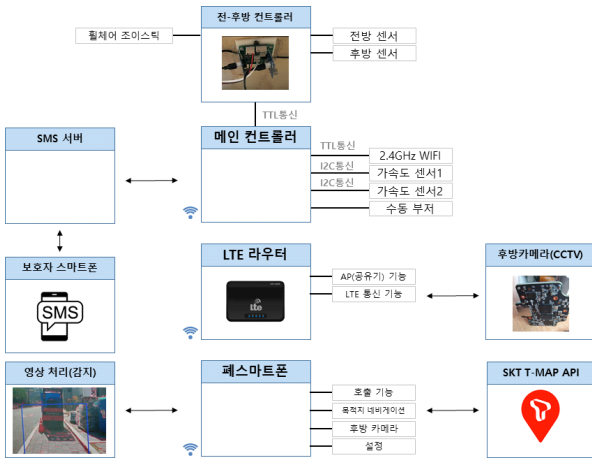 전-후방 컨트롤러
휠체어 조이스틱
전방 센서
후방 센서
TTL통신
SMS 서버
메인 컨트롤러
TTL통신
2.4GHz WIFI
I2C통신
가속도 센서1
I2C통신
가속도 센서2
수동 부저
보호자 스마트폰
SMS
LTE 라우터
lte
AP(공유기) 기능
LTE 통신 기능
후방카메라(CCTV)
영상 처리(감지)
폐스마트폰
호출 기능
목적지 네비게이션
후방 카메라
설정
SKT T-MAP API